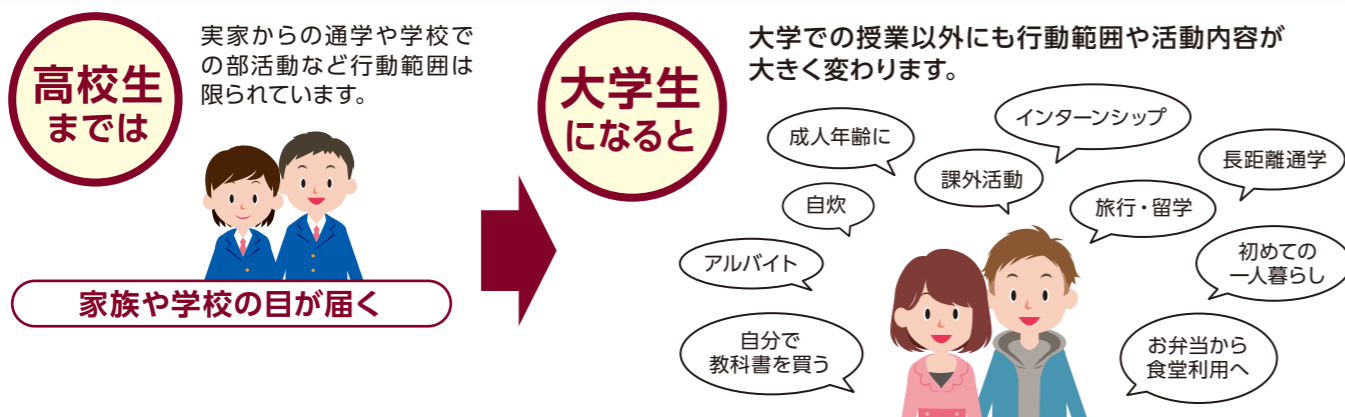 高校生
までは
実家からの通学や学校で
の部活動など行動範囲は
限られています。
家族や学校の目が届く
大学生
になると
大学での授業以外にも行動範囲や活動内容が
大きく変わります。
成人年齢に
インターンシップ
長距離通学
課外活動
自炊
旅行・留学
アルバイト
初めての
一人暮らし
自分で
教科書を買う
お弁当から
食堂利用へ